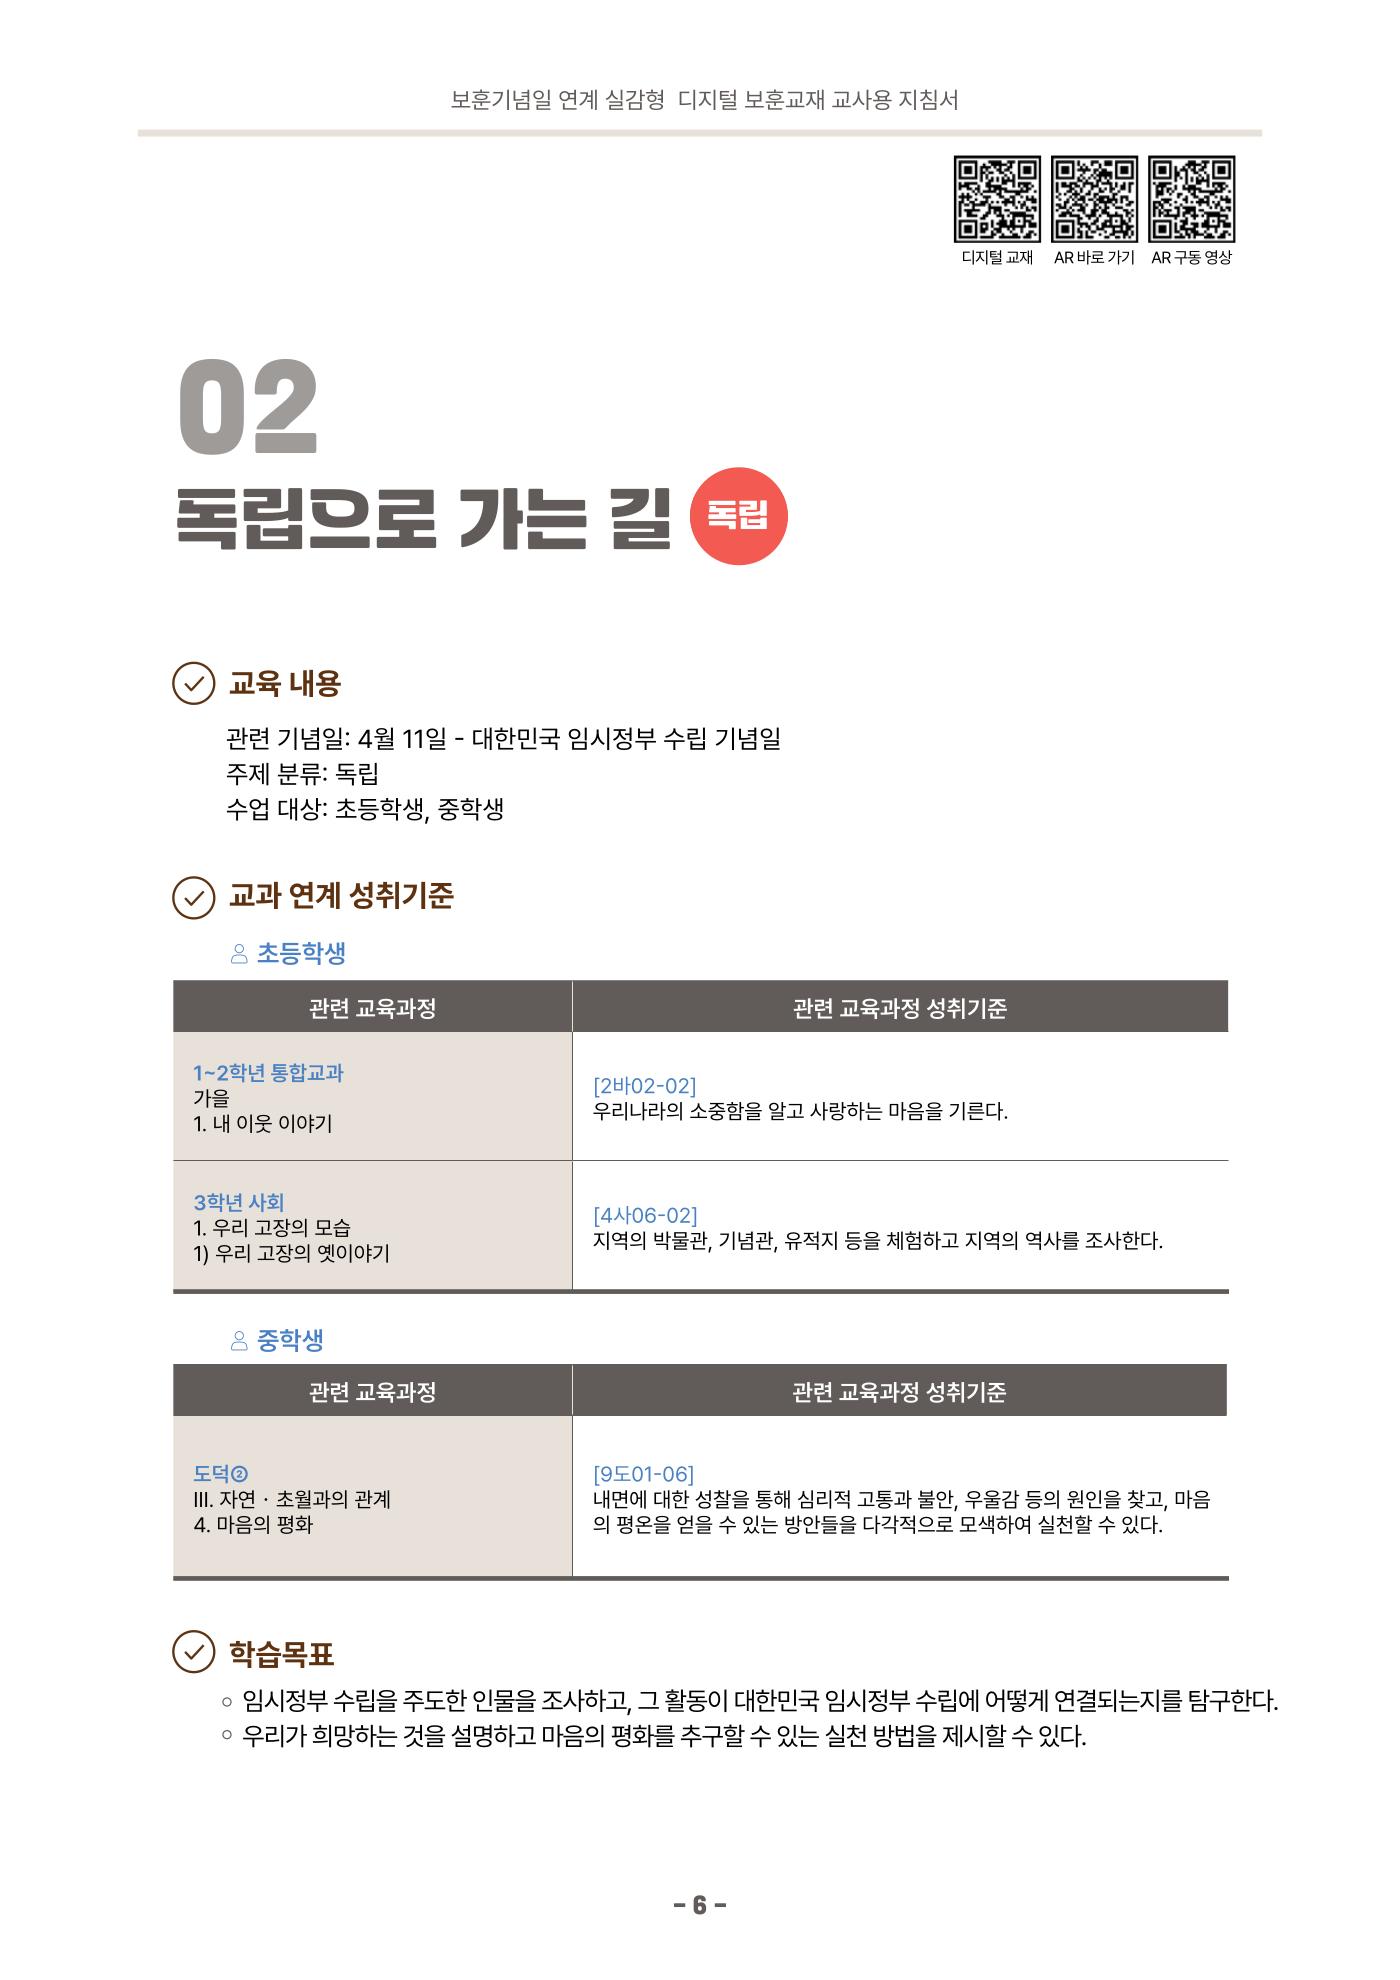 보훈기념일 연계 실감형 디지털 보훈교재 교사용 지침서
디지털 교재
AR 바로 가기
AR 구동 영상
02
독립으로 가는 길
독립
교육 내용
관련 기념일: 4월 11일 - 대한민국 임시정부 수립 기념일
주제 분류: 독립
수업 대상: 초등학생, 중학생
교과 연계 성취기준
초등학생
관련 교육과정
관련 교육과정 성취기준
1~2학년 통합교과
가을
1. 내 이웃 이야기
[2바02-02]
우리나라의 소중함을 알고 사랑하는 마음을 기른다.
3학년 사회
1. 우리 고장의 모습
1) 우리 고장의 옛이야기
[4사06-02]
지역의 박물관, 기념관, 유적지 등을 체험하고 지역의 역사를 조사한다.
중학생
관련 교육과정
관련 교육과정 성취기준
도덕②
III. 자연 · 초월과의 관계
4. 마음의 평화
[9도01-06]
내면에 대한 성찰을 통해 심리적 고통과 불안, 우울감 등의 원인을 찾고, 마음
의 평온을 얻을 수 있는 방안들을 다각적으로 모색하여 실천할 수 있다.
학습목표
◦ 임시정부 수립을 주도한 인물을 조사하고, 그 활동이 대한민국 임시정부 수립에 어떻게 연결되는지를 탐구한다.
◦ 우리가 희망하는 것을 설명하고 마음의 평화를 추구할 수 있는 실천 방법을 제시할 수 있다.
- 6 -